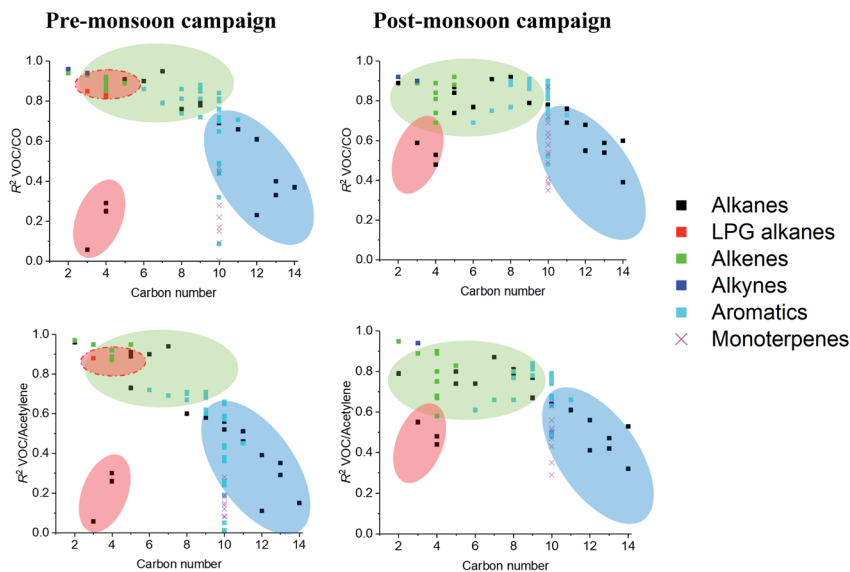 Pre-monsoon campaign
Post-monsoon campaign
R² VOC/CO
1.0
0.8
0.6
0.4
0.2
0.0
2 4 6 8 10 12 14
Carbon number
R² VOC/CO
1.0
0.8
0.6
0.4
0.2
0.0
2 4 6 8 10 12 14
Carbon number
Alkanes
LPG alkanes
Alkenes
Alkynes
Aromatics
Monoterpenes
R² VOC/Acetylene
1.0
0.8
0.6
0.4
0.2
0.0
2 4 6 8 10 12 14
Carbon number
R² VOC/Acetylene
1.0
0.8
0.6
0.4
0.2
0.0
2 4 6 8 10 12 14
Carbon number